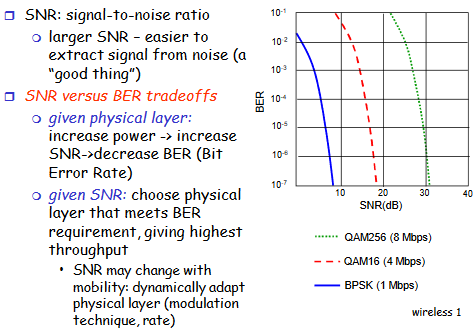 SNR: signal-to-noise ratio
larger SNR – easier to
extract signal from noise (a
“good thing”)
SNR versus BER tradeoffs
given physical layer:
increase power -> increase
SNR->decrease BER (Bit
Error Rate)
given SNR: choose physical
layer that meets BER
requirement, giving highest
throughput
SNR may change with
mobility: dynamically adapt
physical layer (modulation
technique, rate)
BER
10-1
10-2
10-3
10-4
10-5
10-6
10-7
10 20 30 40
SNR(dB)
QAM256 (8 Mbps)
QAM16 (4 Mbps)
BPSK (1 Mbps)
wireless 1